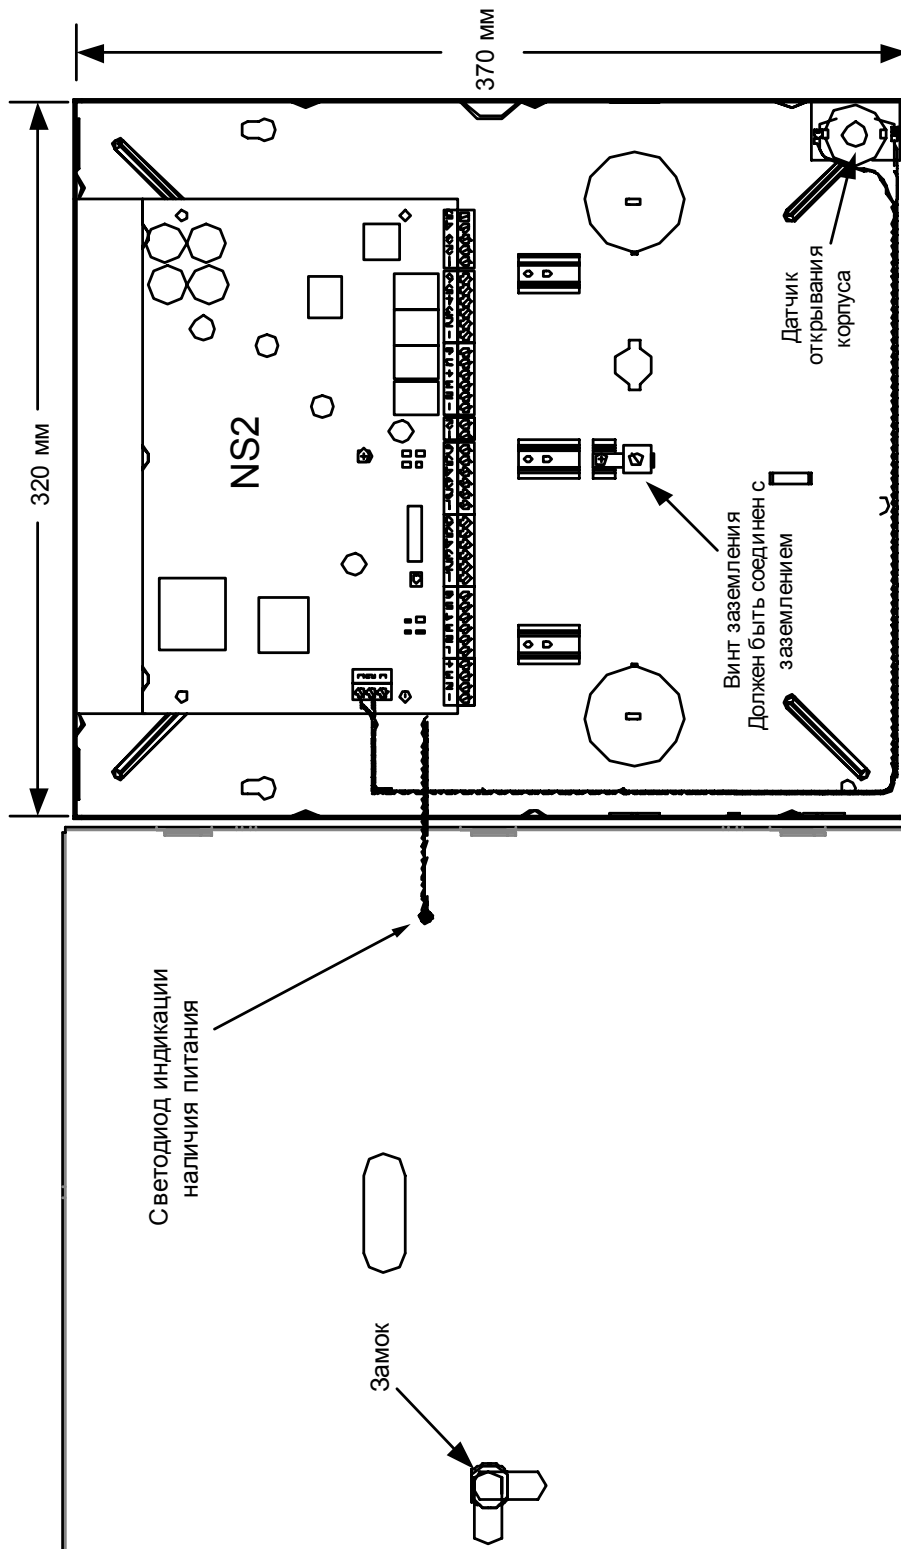 Светодиод индикации
наличия питания
Замок
320 мм
NS2
370 мм
Винт заземления
Должен быть соединен с
заземлением
Датчик
открывания
корпуса